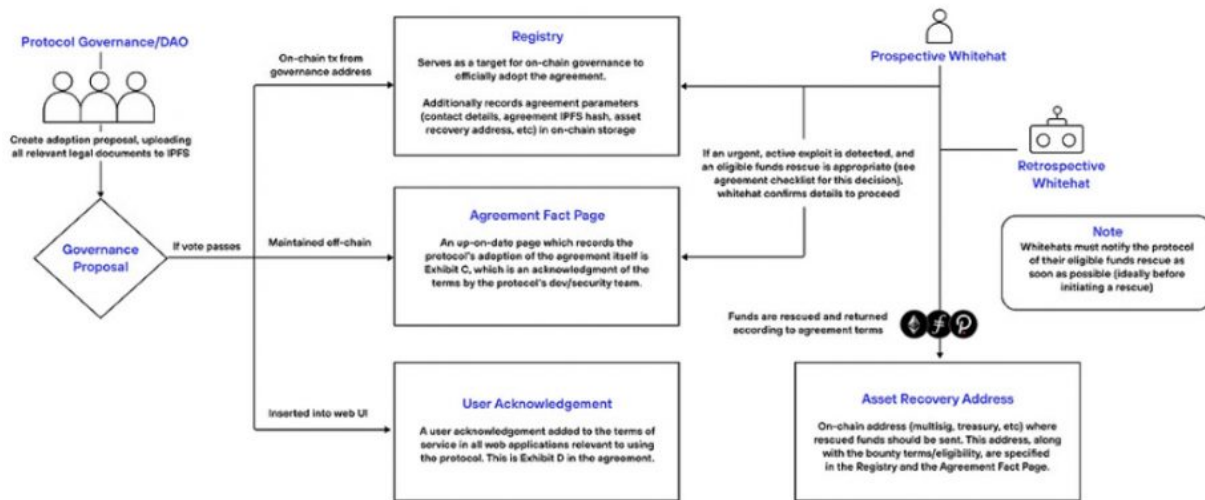 Protocol Governance/DAO
Create adoption proposal, uploading
all relevant legal documents to IPFS
Governance
Proposal
If vote passes
On-chain tx from
governance address
Maintained off-chain
Inserted into web UI
Registry
Serves as a target for on-chain governance to
officially adopt the agreement.
Additionally records agreement parameters
(contact details, agreement IPFS hash, asset
recovery address, etc) in on-chain storage
Agreement Fact Page
An up-on-date page which records the
protocol's adoption of the agreement itself is
Exhibit C, which is an acknowledgment of the
terms by the protocol's dev/security team.
User Acknowledgement
A user acknowledgement added to the terms of
service in all web applications relevant to using
the protocol. This is Exhibit D in the agreement.
Prospective Whitehat
If an urgent, active exploit is detected, and
an eligible funds rescue is appropriate (see
agreement checklist for this decision),
whitehat confirms details to proceed
Retrospective
Whitehat
Note
Whitehats must notify the protocol
of their eligible funds rescue as
soon as possible (ideally before
initiating a rescue)
Funds are rescued and returned
according to agreement terms
Asset Recovery Address
On-chain address (multisig, treasury, etc) where
rescued funds should be sent. This address, along
with the bounty terms/eligibility, are specified
in the Registry and the Agreement Fact Page.